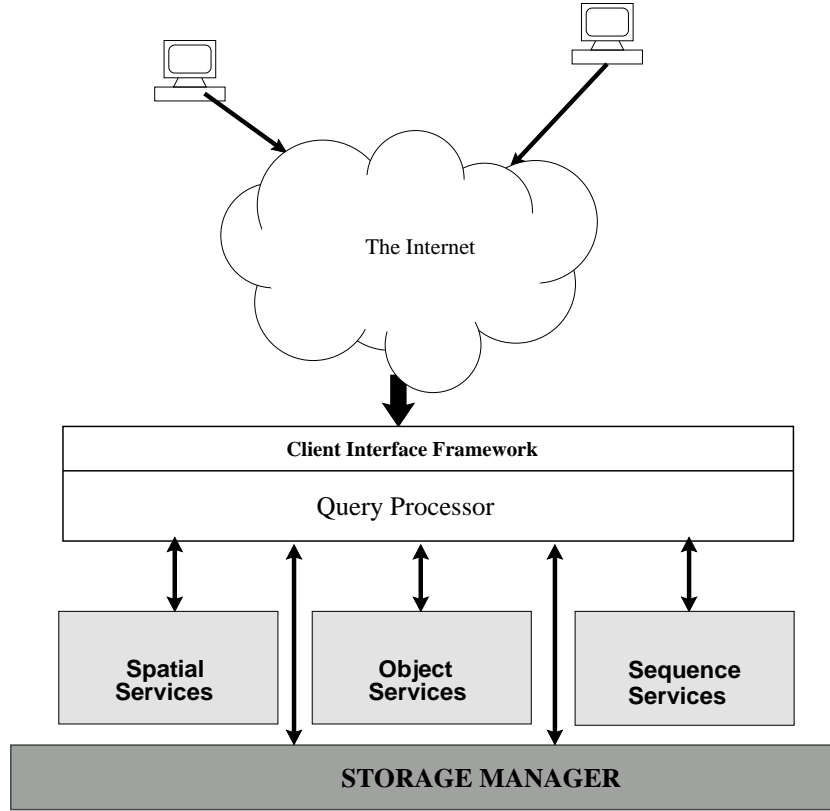 The Internet
Client Interface Framework
Query Processor
Spatial
Services
Object
Services
Sequence
Services
STORAGE MANAGER